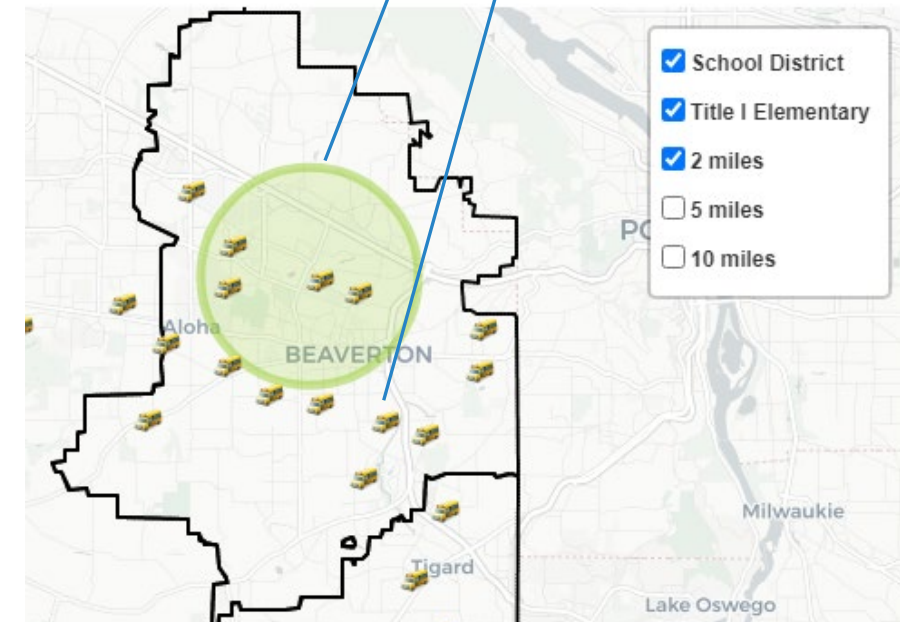 School District
Title I Elementary
2 miles
5 miles
10 miles
Aloha
BEAVERTON
Milwaukie
Tigard
Lake Oswego